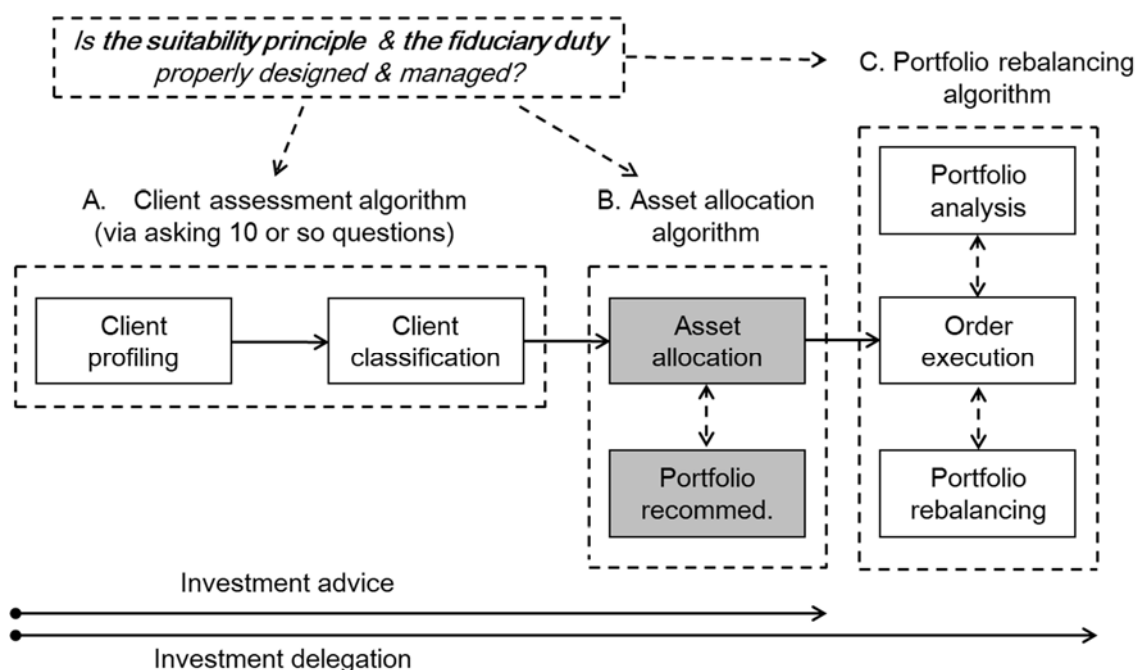 Is the suitability principle & the fiduciary duty
properly designed & managed?
C. Portfolio rebalancing
algorithm
A. Client assessment algorithm
(via asking 10 or so questions)
B. Asset allocation
algorithm
Client
profiling
Client
classification
Asset
allocation
Portfolio
recommed.
Portfolio
analysis
Order
execution
Portfolio
rebalancing
Investment advice
Investment delegation